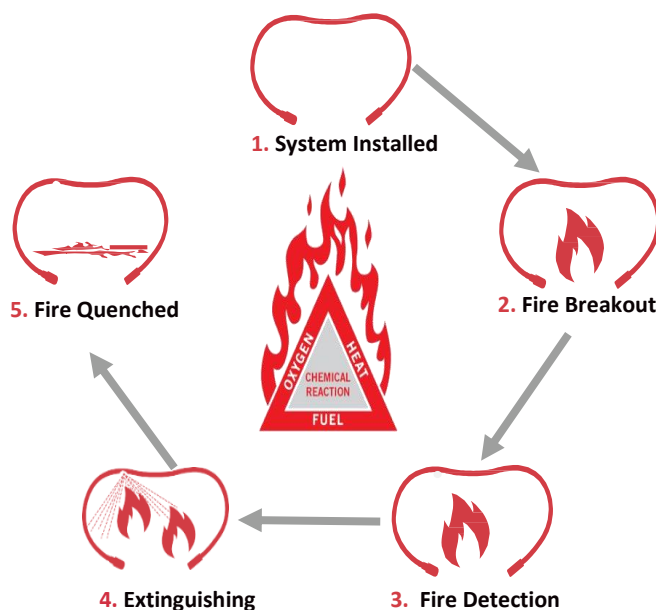 1. System Installed
2. Fire Breakout
3. Fire Detection
4. Extinguishing
5. Fire Quenched
OXYGEN
HEAT
CHEMICAL
REACTION
FUEL